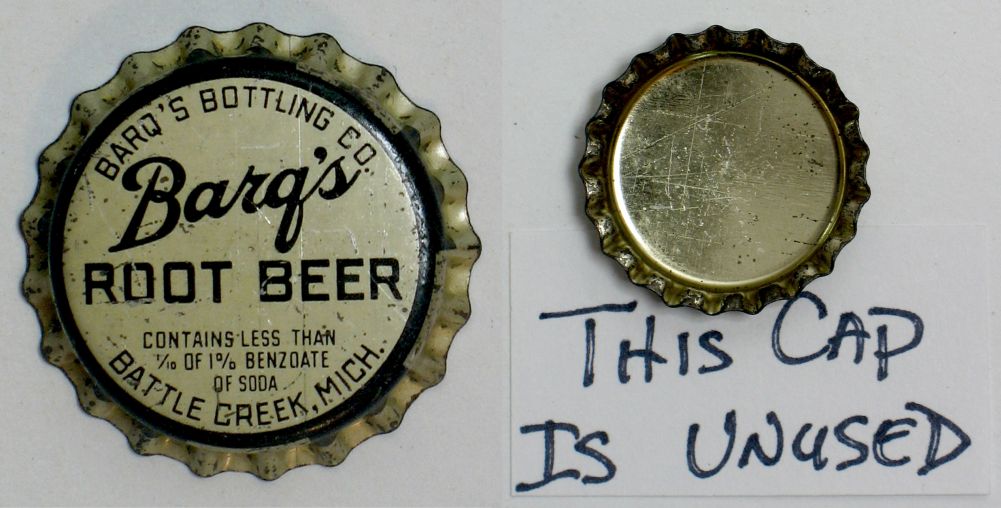 BARQ'S BOTTLING CO.
Barq's
ROOT BEER
CONTAINS LESS THAN
1/10 OF 1% BENZOATE
OF SODA
BATTLE CREEK, MICH.
THIS CAP
IS UNUSED